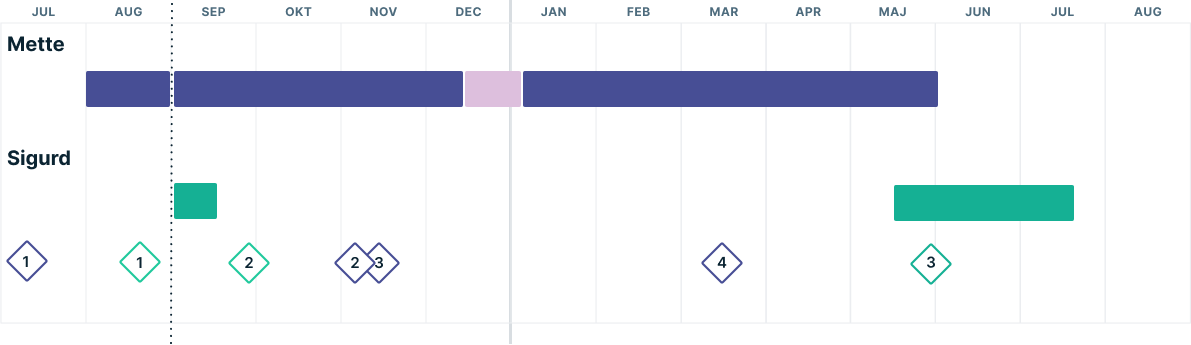 JUL AUG SEP OKT NOV DEC JAN FEB MAR APR MAJ JUN JUL AUG
Mette
Sigurd
1 1 2 2 3 4 3